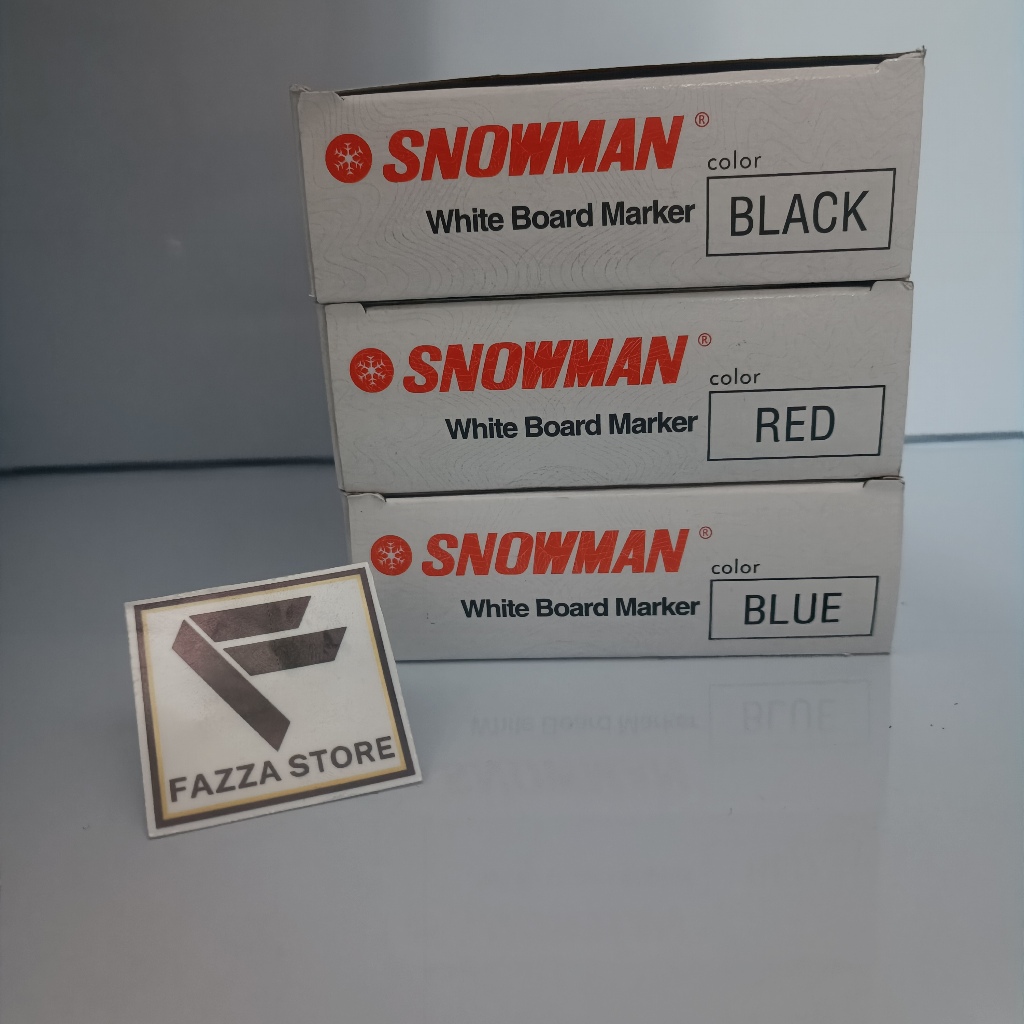 SNOWMAN®
color
White Board Marker BLACK
SNOWMAN®
color
White Board Marker RED
SNOWMAN®
color
White Board Marker BLUE
FAZZA STORE